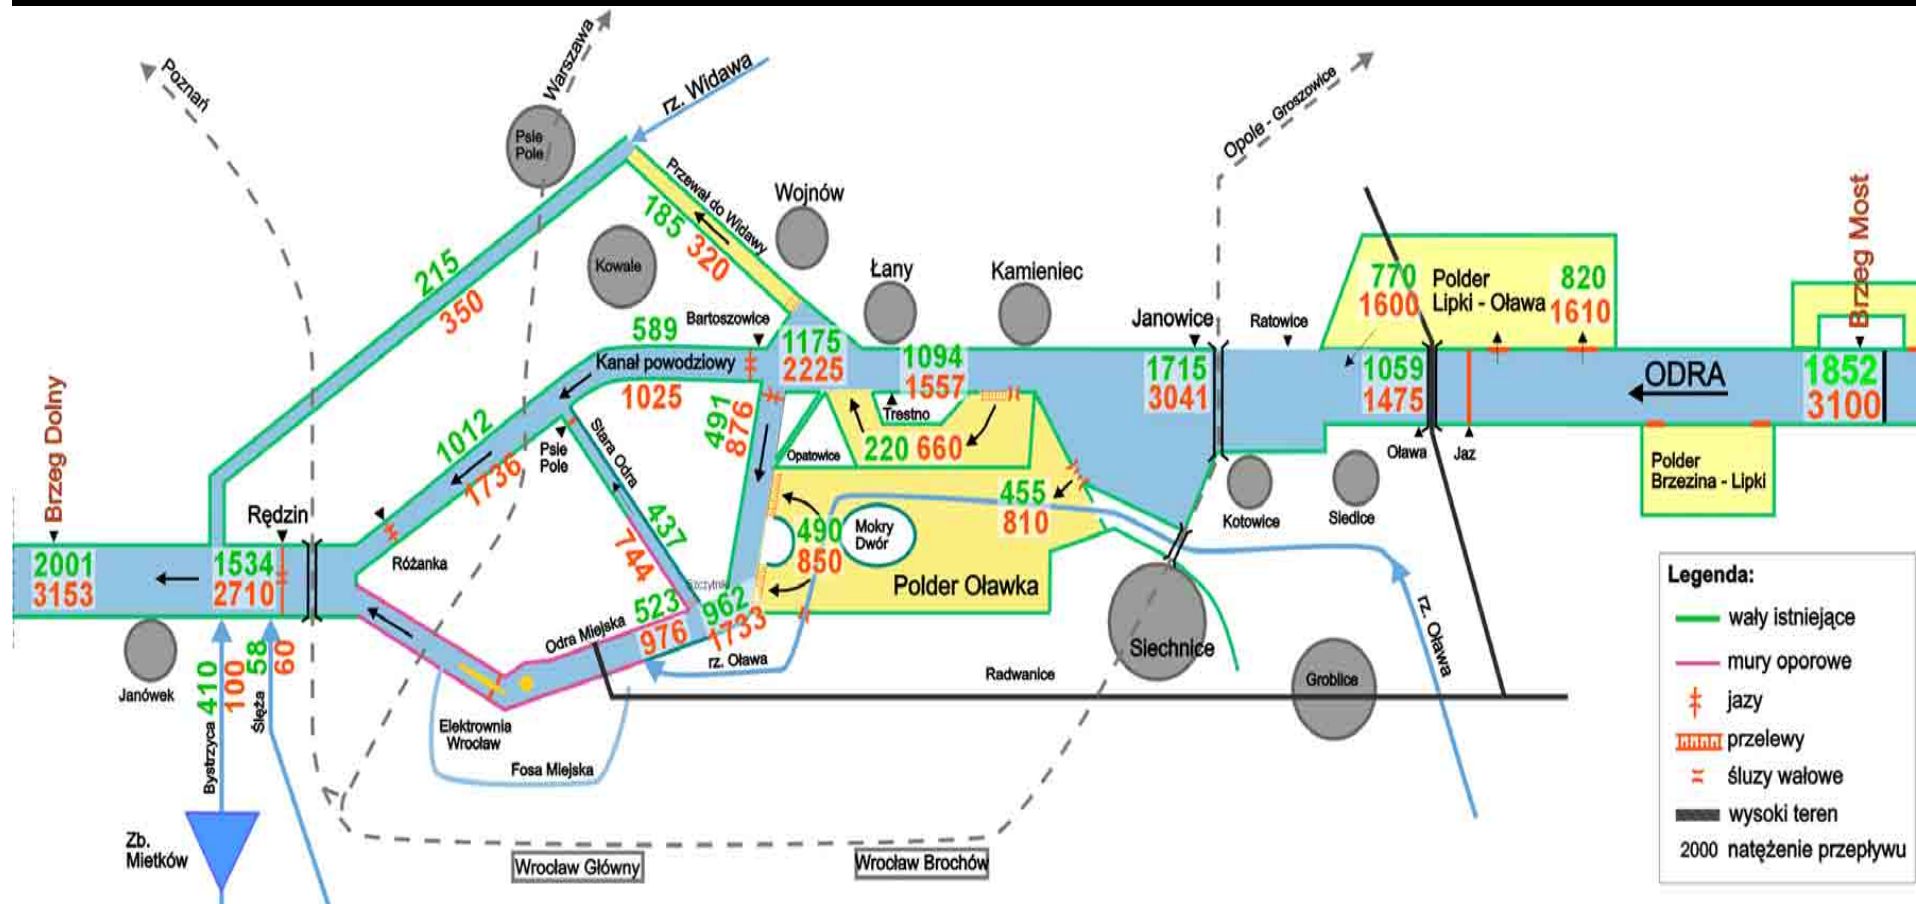 Poznań
Warszawa
rz. Widawa
Psie
Pole
Przewał do Widawy
185
320
Wojnów
Kowale
215
350
Łany
Kamieniec
Opole - Groszowice
Janowice
Ratowice
770
1600
Polder
Lipki - Oława
820
1610
Brzeg Most
Bartoszowice
589
Kanał powodziowy
1025
1175
2225
1094
1557
1715
3041
1059
1475
ODRA
1852
3100
Trestno
220 660
Opatowice
491
876
Oława
Jaz
Polder
Brzezina - Lipki
Kotowice
Siedlce
Brzeg Dolny
1012
1736
Psie
Pole
Stara Odra
437
744
455
810
490
850
Mokry
Dwór
Polder Oławka
Rędzin
Różanka
2001
3153
1534
2710
Szczytniki
523
976
962
1733
Odra Miejska
rz. Oława
Radwanice
Siechnice
Groblice
rz. Oława
Janówek
Bystrzyca
410
100
Ślęża
58
60
Elektrownia
Wrocław
Fosa Miejska
Zb.
Mietków
Wrocław Główny
Wrocław Brochów
Legenda:
wały istniejące
mury oporowe
jazy
przelewy
śluzy wałowe
wysoki teren
2000 natężenie przepływu